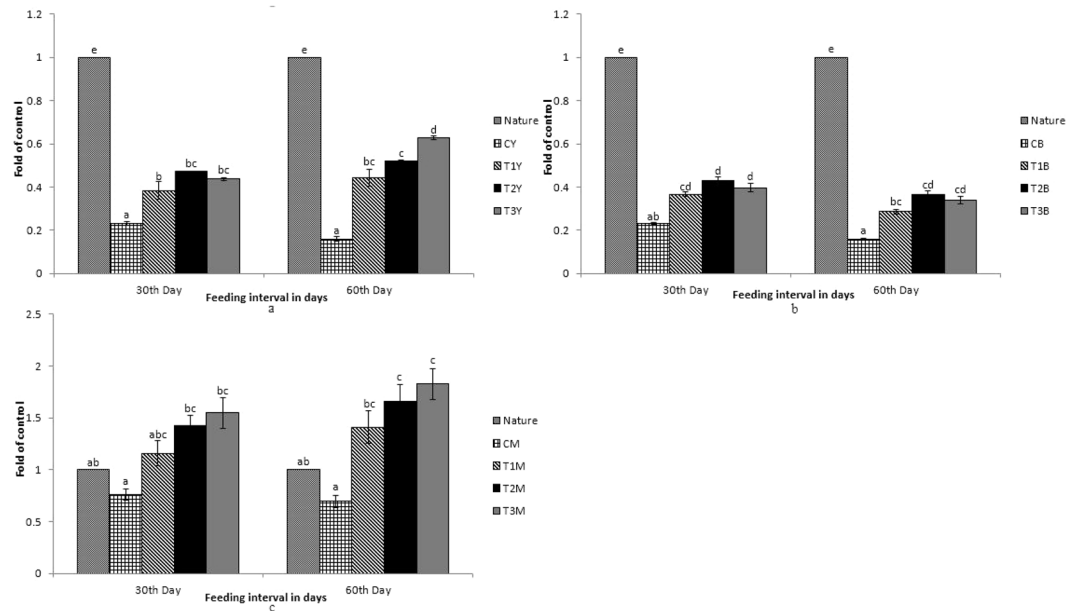 1.2
1
0.8
0.6
0.4
0.2
0
Fold of control
e
a
b
bc
bc
e
a
bc
c
d
30th Day
60th Day
Feeding interval in days
a
Nature
CY
T1Y
T2Y
T3Y
1.2
1
0.8
0.6
0.4
0.2
0
Fold of control
e
ab
cd
d
d
e
a
bc
cd
cd
30th Day
60th Day
Feeding interval in days
b
Nature
CB
T1B
T2B
T3B
2.5
2
1.5
1
0.5
0
Fold of control
ab
a
abc
bc
bc
ab
a
bc
c
c
30th Day
60th Day
Feeding interval in days
c
Nature
CM
T1M
T2M
T3M